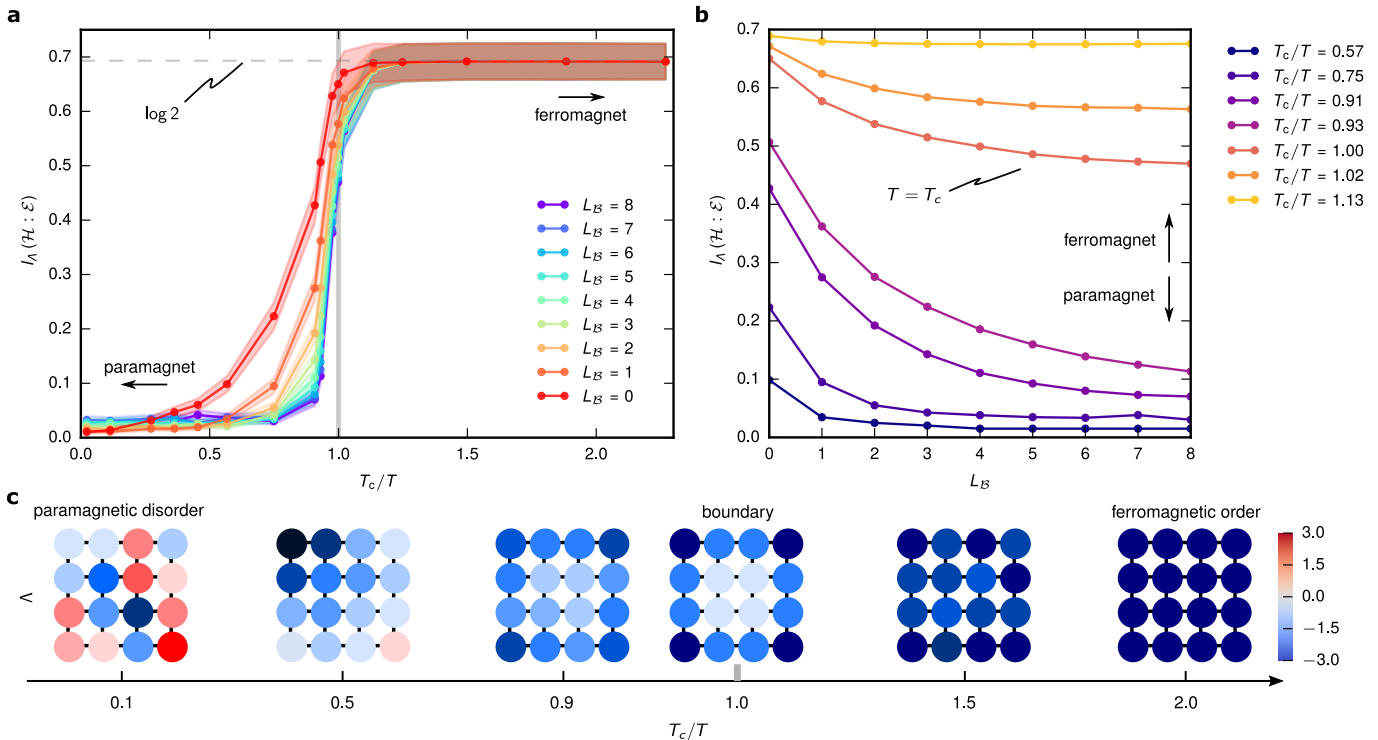 a
0.7
0.6
0.5
0.4
0.3
0.2
0.1
0.0
I_Λ(ℋ : ℰ)
log 2
ferromagnet
paramagnet
L_ℬ = 8
L_ℬ = 7
L_ℬ = 6
L_ℬ = 5
L_ℬ = 4
L_ℬ = 3
L_ℬ = 2
L_ℬ = 1
L_ℬ = 0
0.0 0.5 1.0 1.5 2.0
T_c/T
b
0.7
0.6
0.5
0.4
0.3
0.2
0.1
0.0
I_Λ(ℋ : ℰ)
T = T_c
ferromagnet
paramagnet
0 1 2 3 4 5 6 7 8
L_ℬ
T_c/T = 0.57
T_c/T = 0.75
T_c/T = 0.91
T_c/T = 0.93
T_c/T = 1.00
T_c/T = 1.02
T_c/T = 1.13
c
paramagnetic disorder boundary ferromagnetic order
Λ
3.0
1.5
0.0
−1.5
−3.0
0.1 0.5 0.9 1.0 1.5 2.0
T_c/T